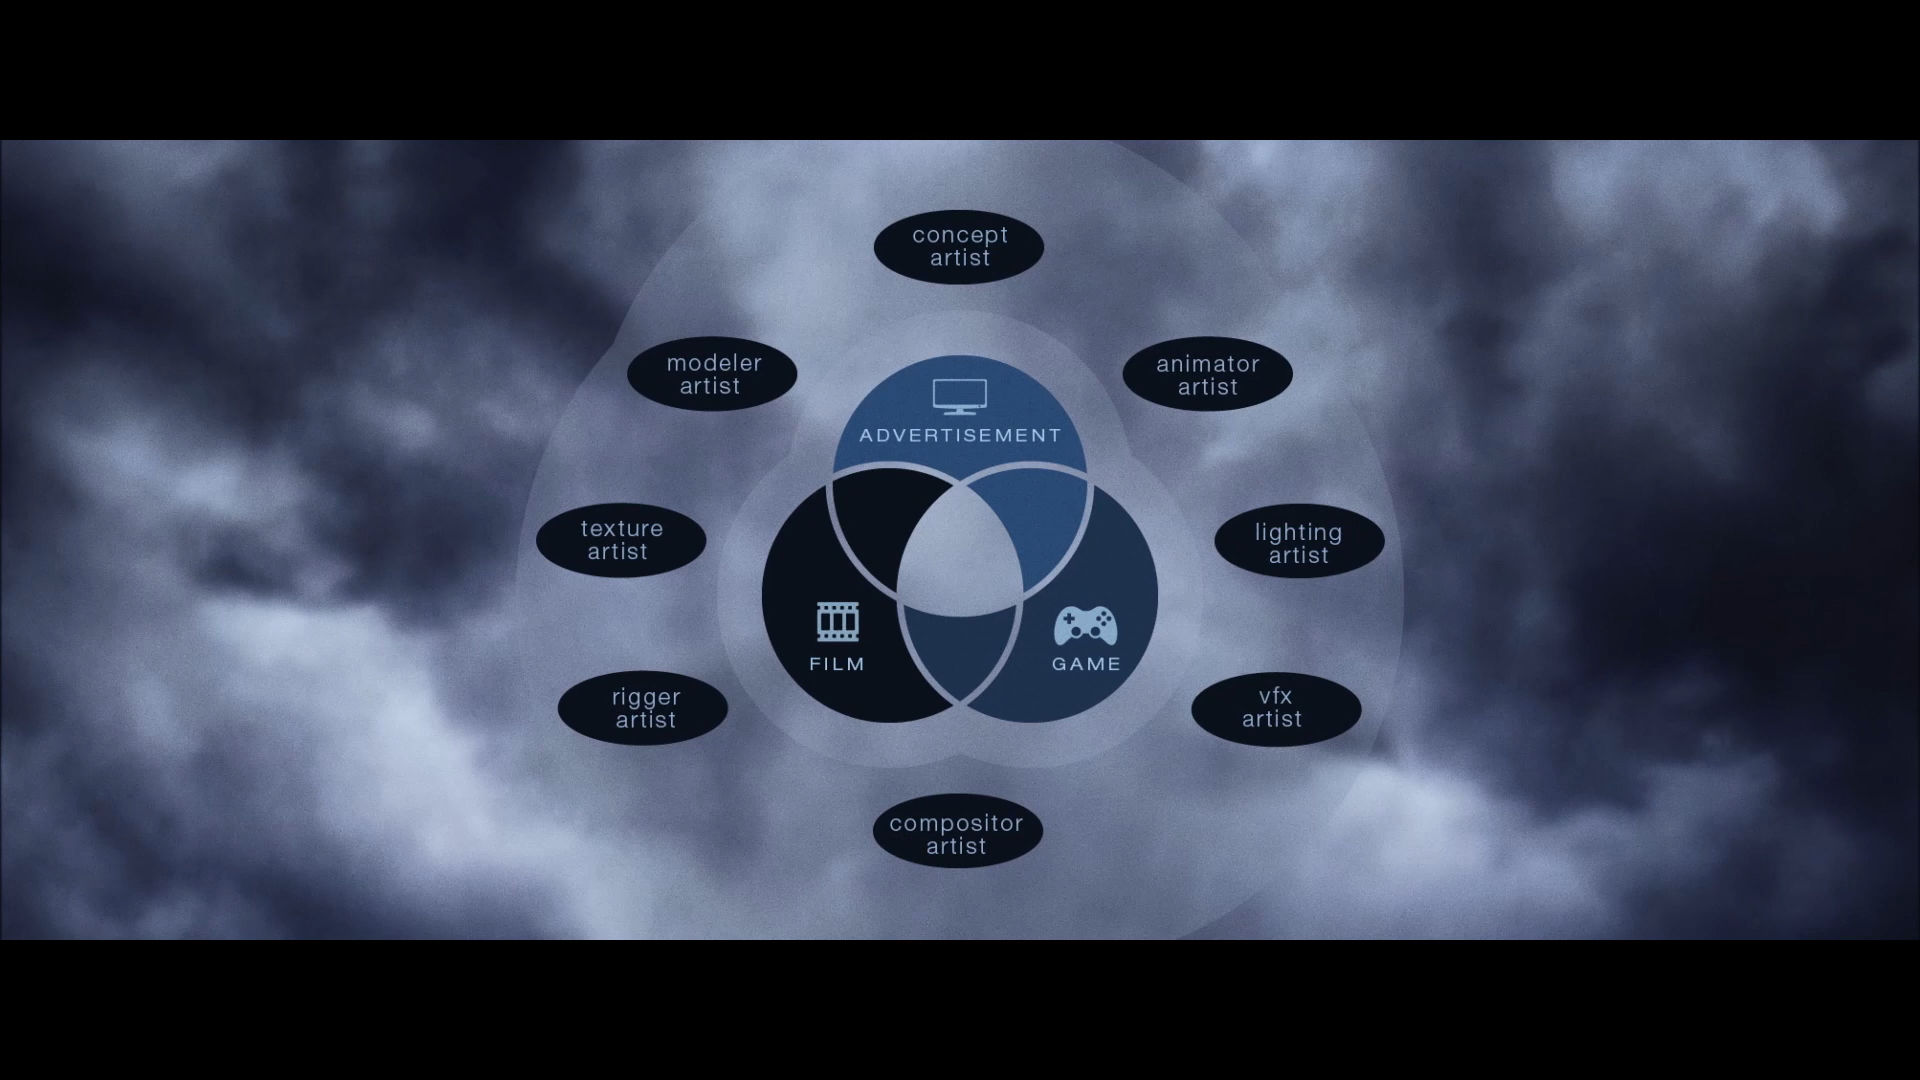 concept
artist
modeler
artist
animator
artist
ADVERTISEMENT
texture
artist
lighting
artist
FILM
GAME
rigger
artist
vfx
artist
compositor
artist